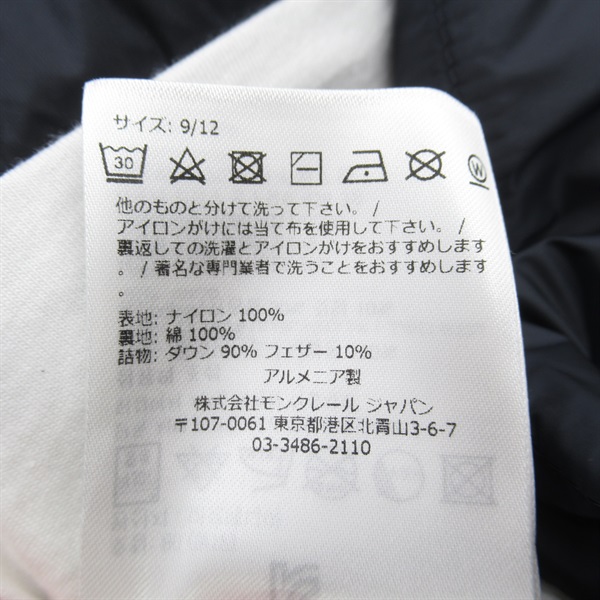 サイズ: 9/12
30
W
他のものと分けて洗って下さい。 /
アイロンがけには当て布を使用して下さい。 /
裏返しての洗濯とアイロンがけをおすすめします
。 / 著名な専門業者で洗うことをおすすめします
。
表地: ナイロン 100%
裏地: 綿 100%
詰物: ダウン 90% フェザー 10%
アルメニア製
株式会社モンクレール ジャパン
〒107-0061 東京都港区北青山3-6-7
03-3486-2110